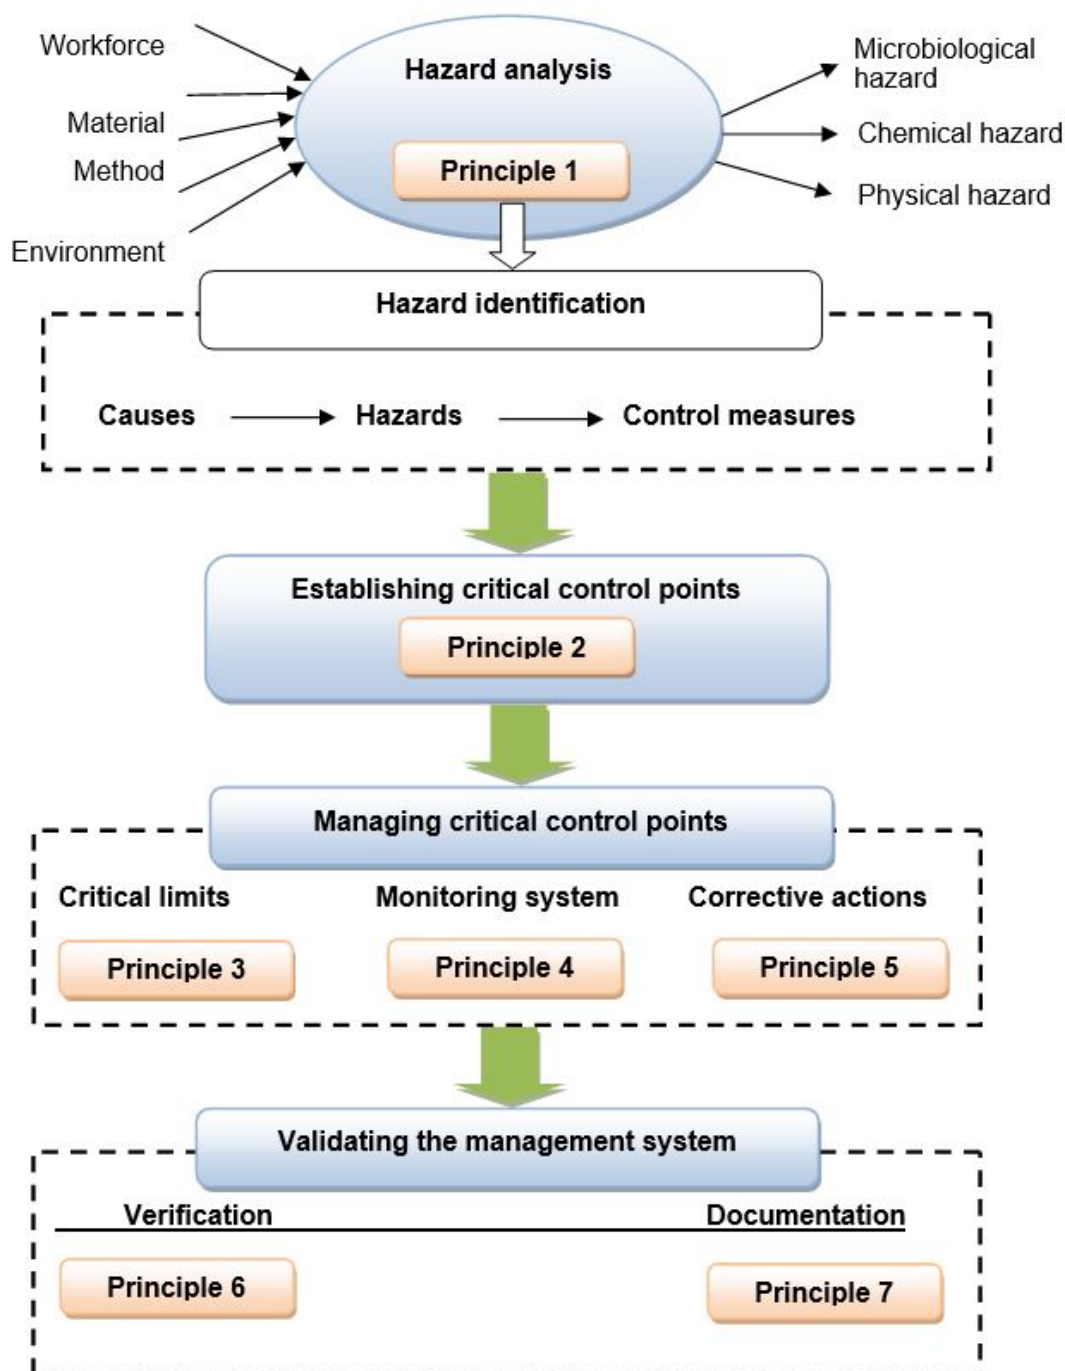 Workforce
Material
Method
Environment
Hazard analysis
Principle 1
Microbiological
hazard
Chemical hazard
Physical hazard
Hazard identification
Causes
Hazards
Control measures
Establishing critical control points
Principle 2
Managing critical control points
Critical limits
Monitoring system
Corrective actions
Principle 3
Principle 4
Principle 5
Validating the management system
Verification
Documentation
Principle 6
Principle 7